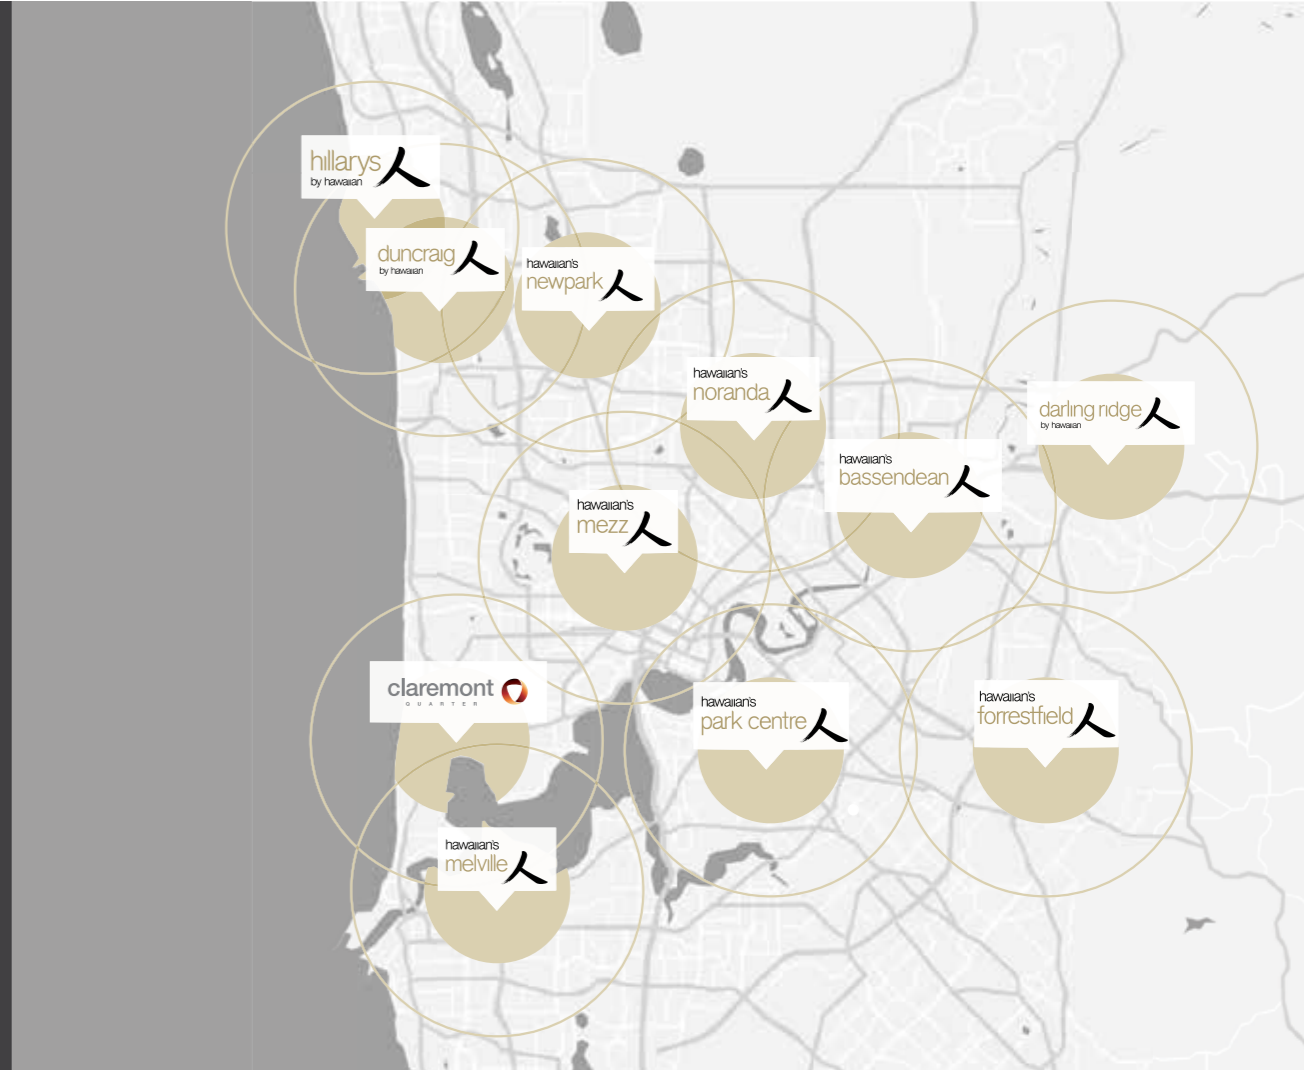 hillarys
by hawaiian
duncraig
by hawaiian
hawaiian's
newpark
hawaiian's
noranda
darling ridge
by hawaiian
hawaiian's
bassendean
hawaiian's
mezz
claremont
QUARTER
hawaiian's
park centre
hawaiian's
forrestfield
hawaiian's
melville